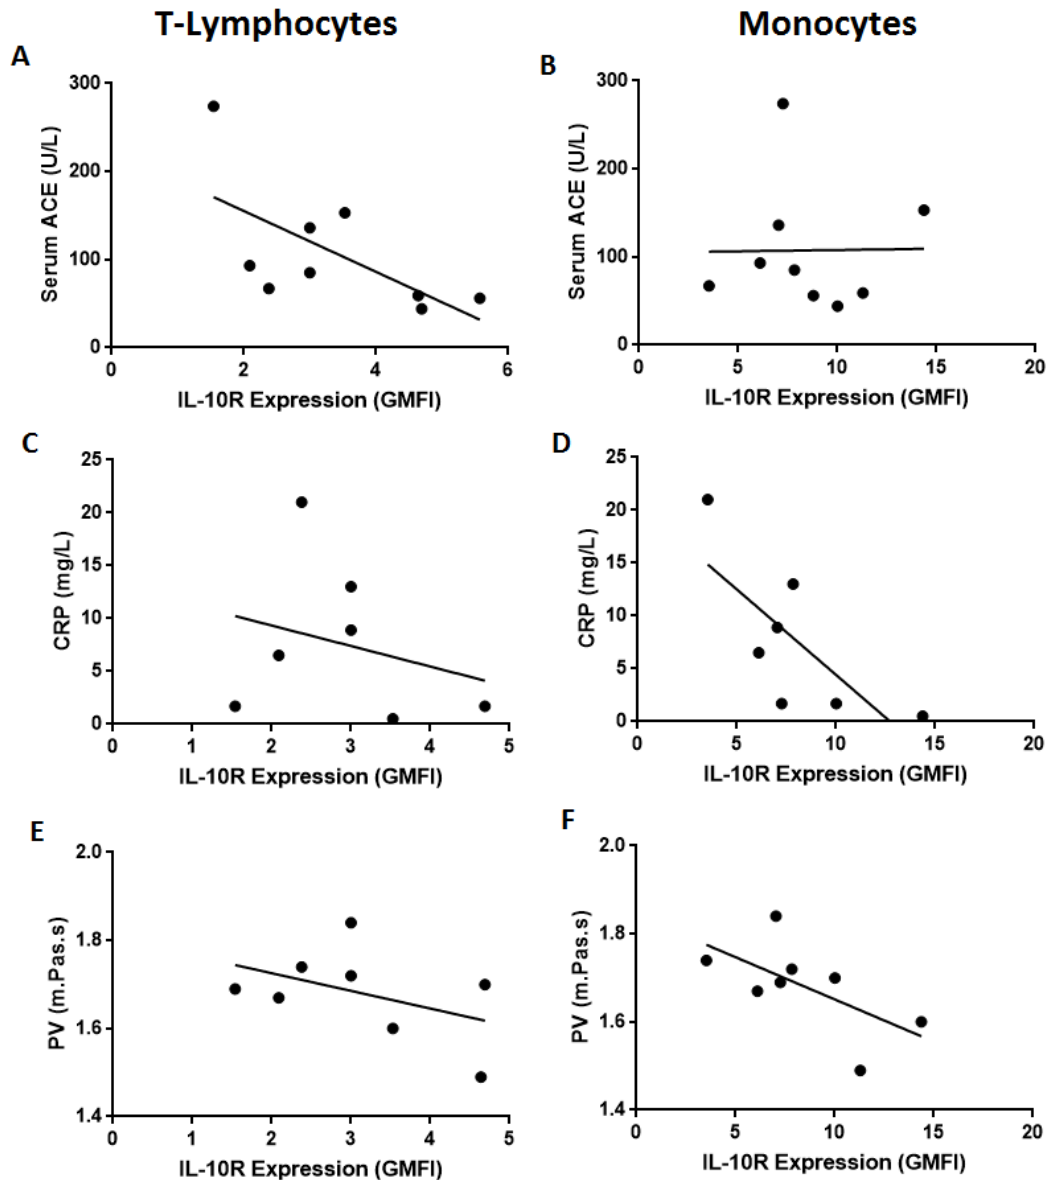 T-Lymphocytes
Monocytes
A
300
200
100
0
Serum ACE (U/L)
0 2 4 6
IL-10R Expression (GMFI)
B
300
200
100
0
Serum ACE (U/L)
0 5 10 15 20
IL-10R Expression (GMFI)
C
25
20
15
10
5
0
CRP (mg/L)
0 1 2 3 4 5
IL-10R Expression (GMFI)
D
25
20
15
10
5
0
CRP (mg/L)
0 5 10 15 20
IL-10R Expression (GMFI)
E
2.0
1.8
1.6
1.4
PV (m.Pas.s)
0 1 2 3 4 5
IL-10R Expression (GMFI)
F
2.0
1.8
1.6
1.4
PV (m.Pas.s)
0 5 10 15 20
IL-10R Expression (GMFI)